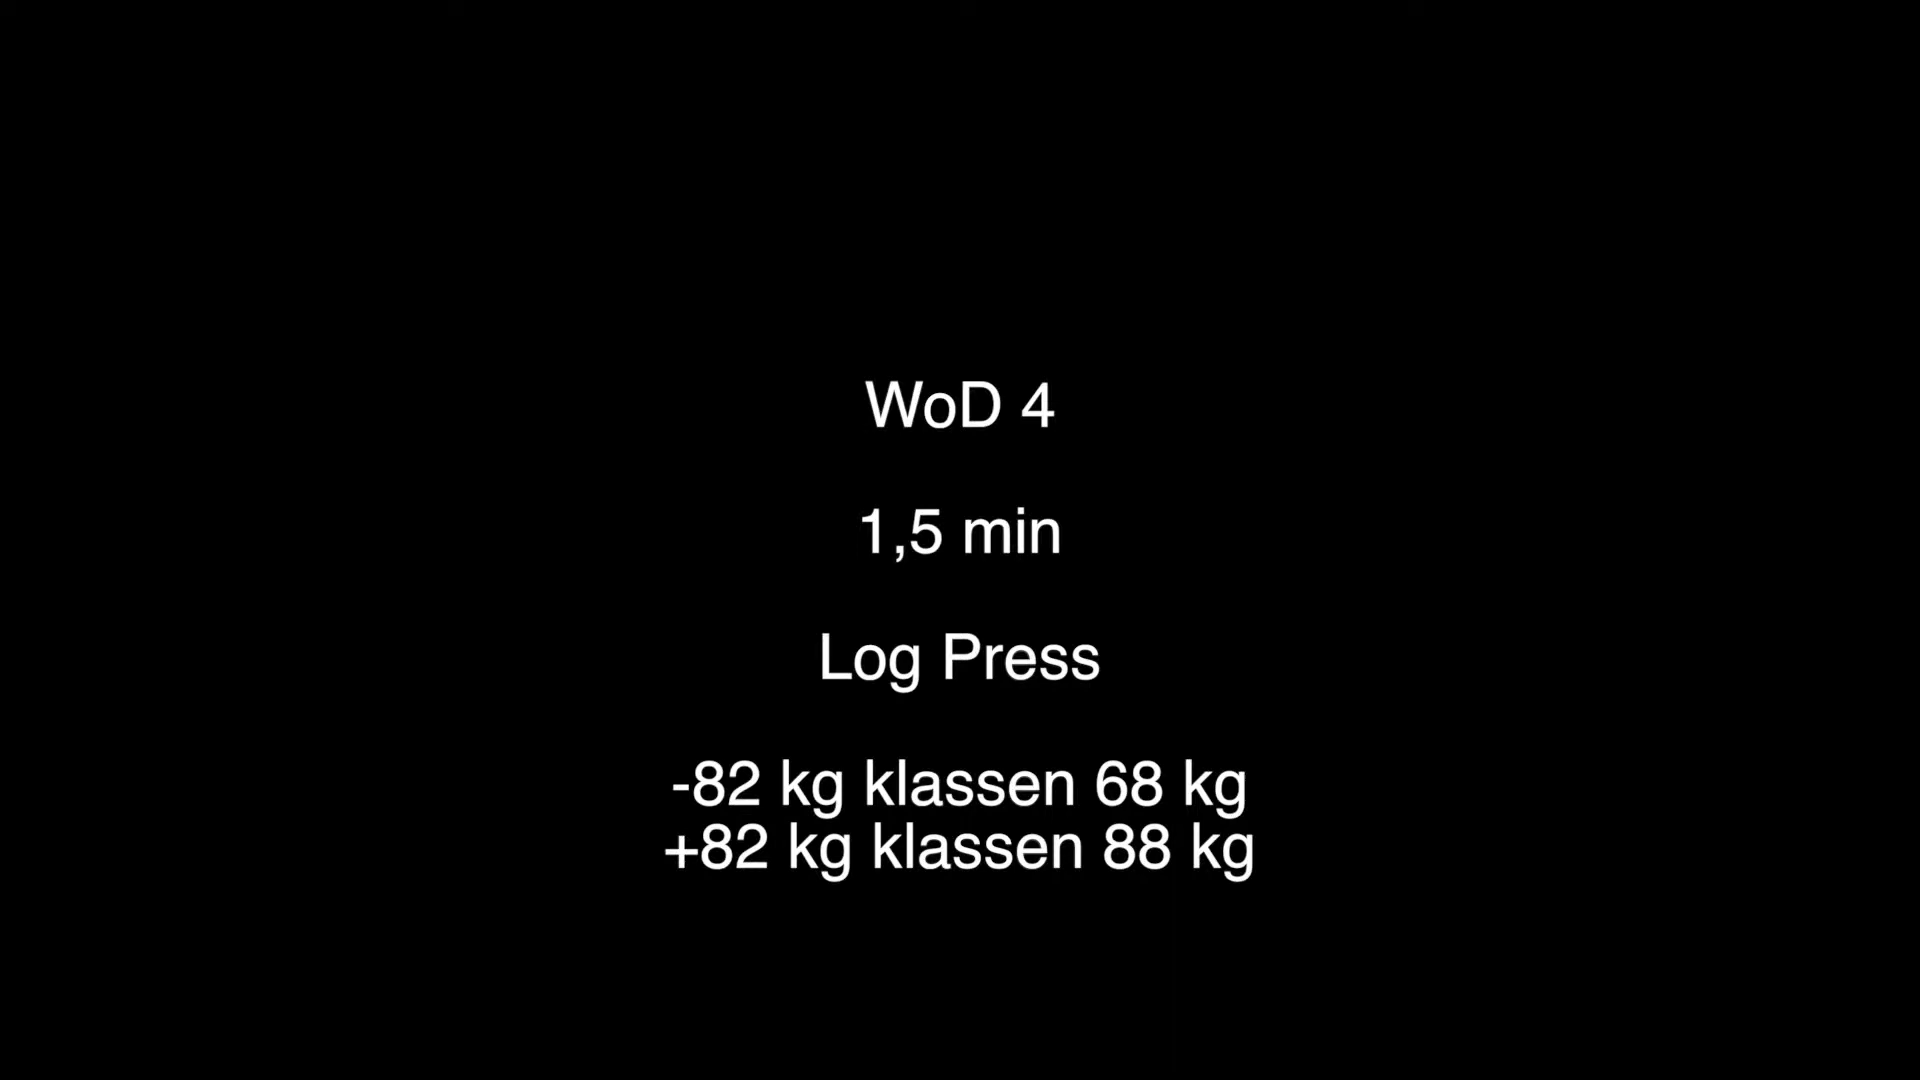 WoD 4
1,5 min
Log Press
-82 kg klassen 68 kg
+82 kg klassen 88 kg